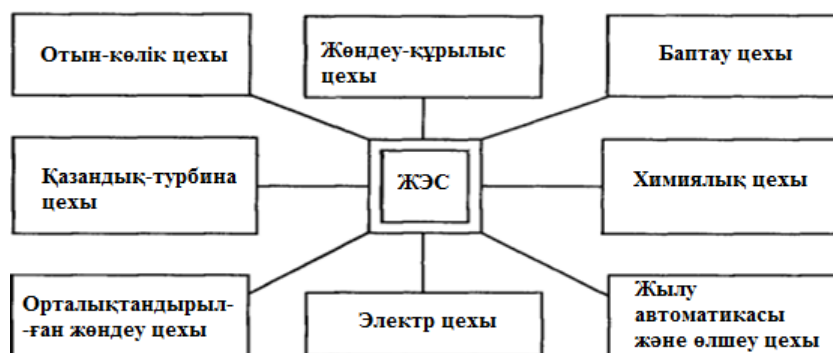 Отын-көлік цехы
Жөндеу-құрылыс
цехы
Баптау цехы
Қазандық-турбина
цехы
ЖЭС
Химиялық цехы
Орталықтандырыл-
-ған жөндеу цехы
Электр цехы
Жылу
автоматикасы
және өлшеу цехы